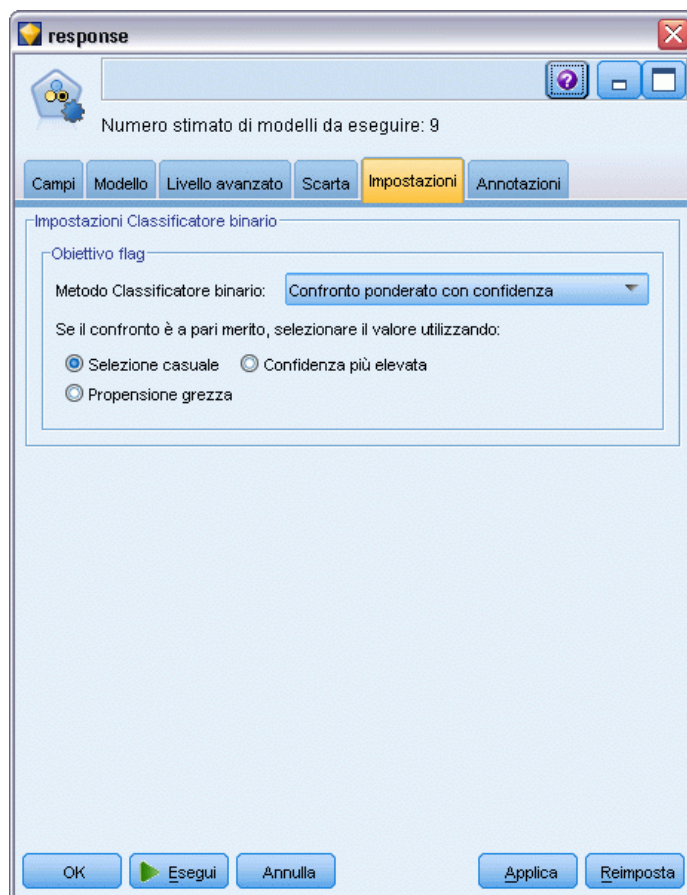 response
Numero stimato di modelli da eseguire: 9
Campi Modello Livello avanzato Scarta Impostazioni Annotazioni
Impostazioni Classificatore binario
Obiettivo flag
Metodo Classificatore binario: Confronto ponderato con confidenza
Se il confronto è a pari merito, selezionare il valore utilizzando:
Selezione casuale Confidenza più elevata
Propensione grezza
OK Esegui Annulla Applica Reimposta